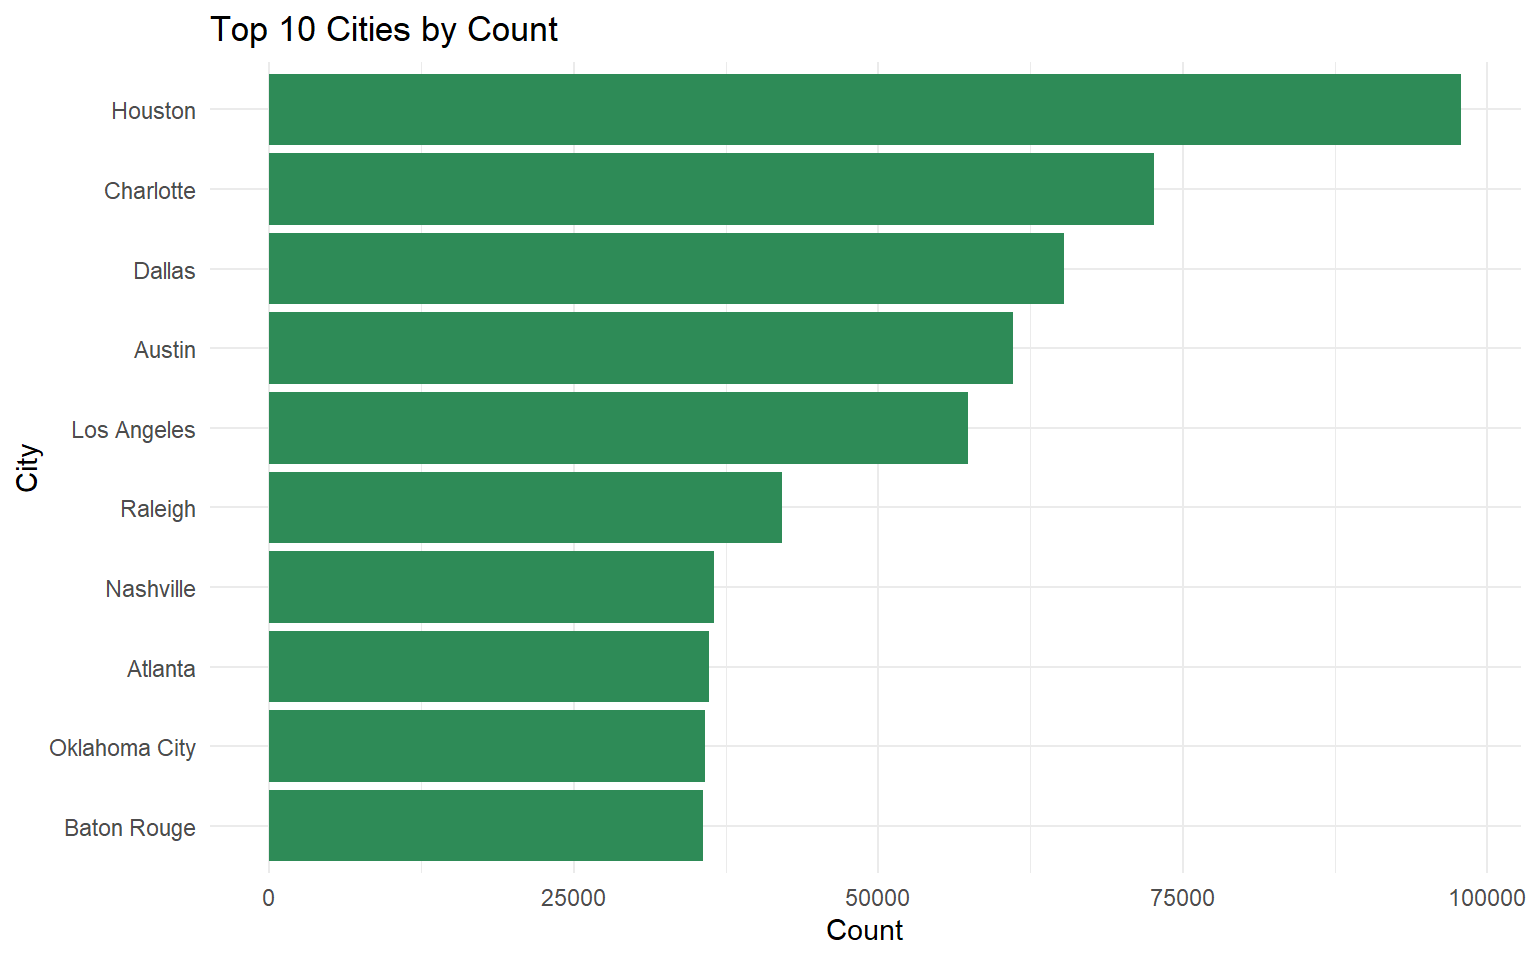 Top 10 Cities by Count
Houston
Charlotte
Dallas
Austin
Los Angeles
Raleigh
Nashville
Atlanta
Oklahoma City
Baton Rouge
City
0 25000 50000 75000 100000
Count